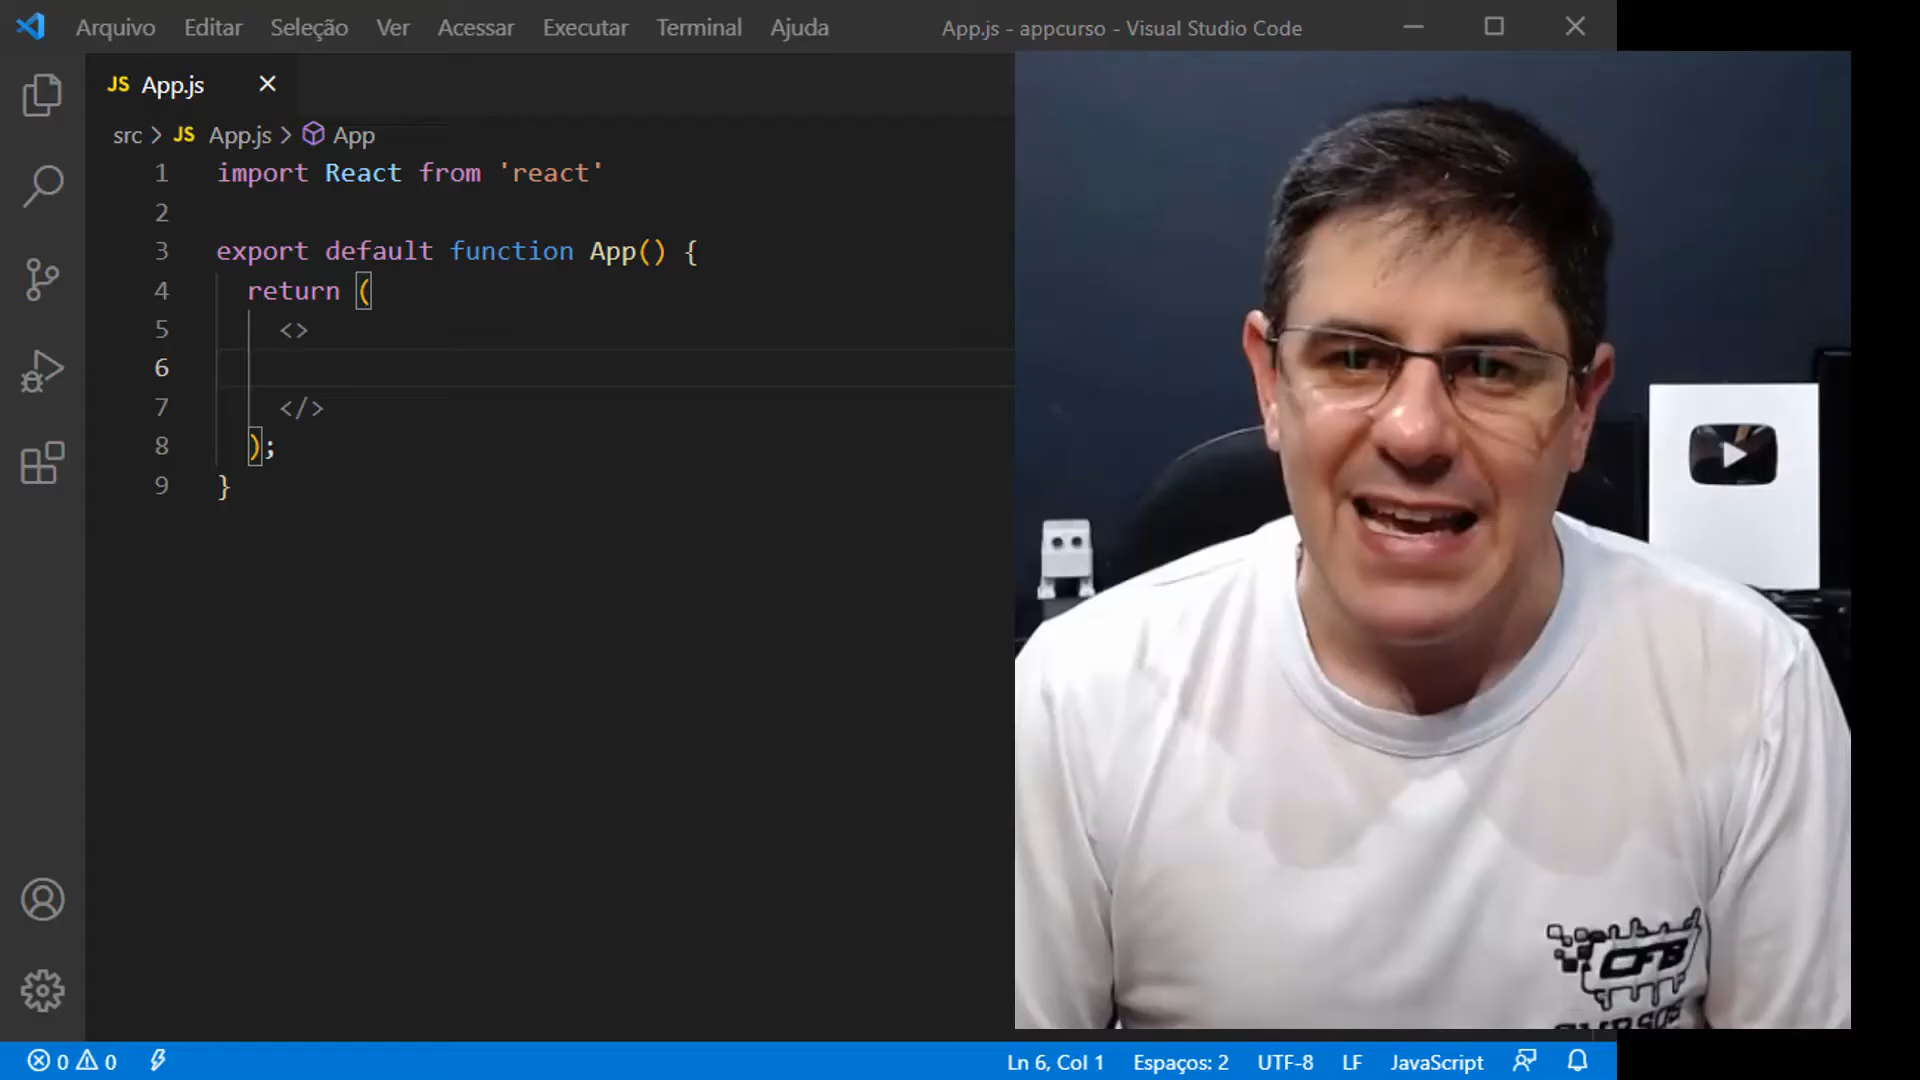 Arquivo Editar Seleção Ver Acessar Executar Terminal Ajuda App.js - appcurso - Visual Studio Code
JS App.js
src > JS App.js > App
1 import React from 'react'
2
3 export default function App() {
4 return (
5 <>
6
7 </>
8 );
9 }
CFB
CURSOS
0 0 Ln 6, Col 1 Espaços: 2 UTF-8 LF JavaScript